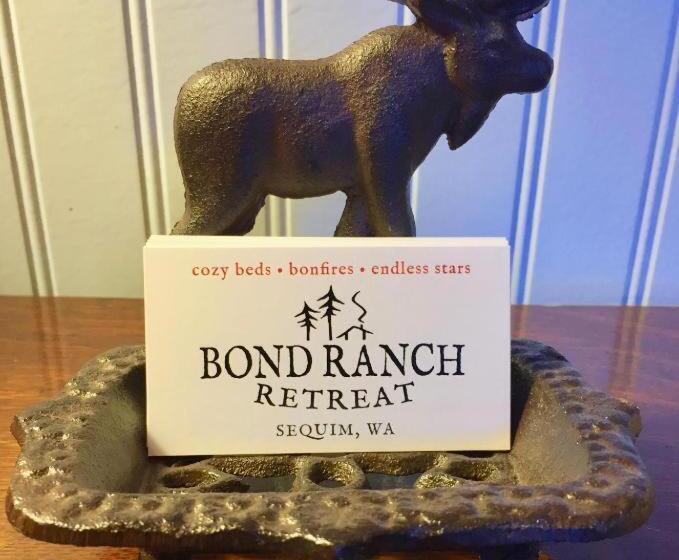 cozy beds • bonfires • endless stars
BOND RANCH
RETREAT
SEQUIM, WA